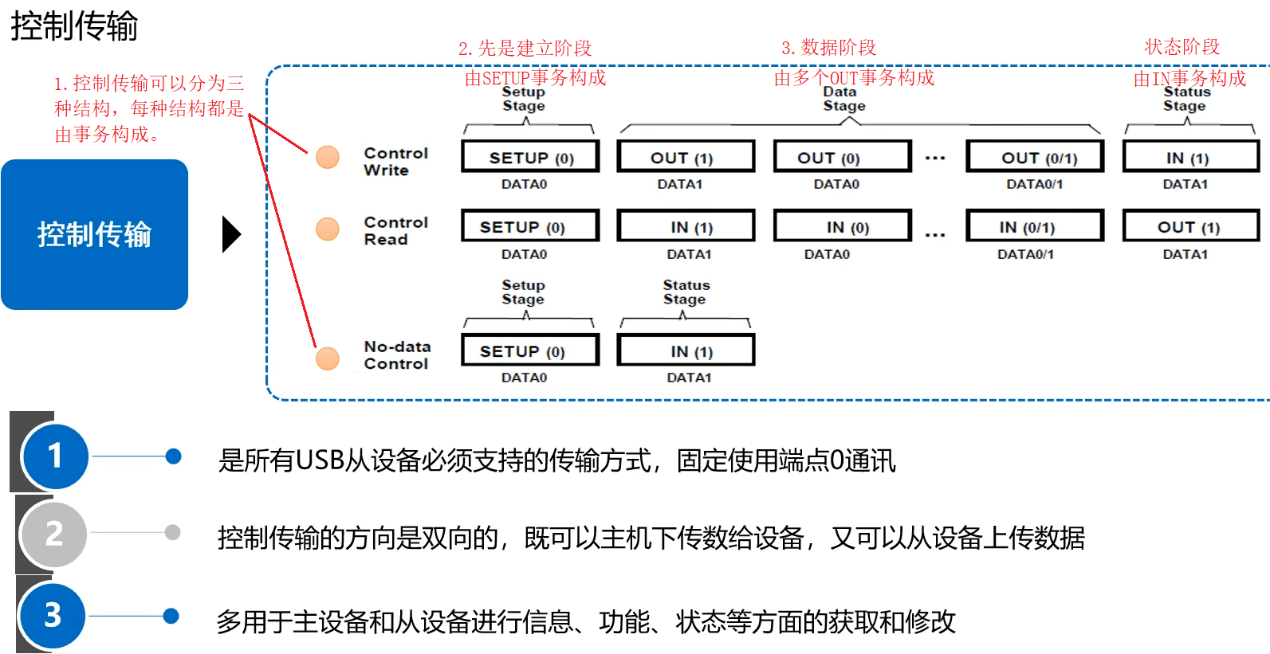 控制传输
2.先是建立阶段
3.数据阶段
状态阶段
1.控制传输可以分为三
种结构，每种结构都是
由事务构成。
由SETUP事务构成
由多个OUT事务构成
由IN事务构成
Setup
Stage
Data
Stage
Status
Stage
Control
Write
SETUP (0)
OUT (1)
OUT (0)
...
OUT (0/1)
IN (1)
DATA0
DATA1
DATA0
DATA0/1
DATA1
控制传输
Control
Read
SETUP (0)
IN (1)
IN (0)
...
IN (0/1)
OUT (1)
DATA0
DATA1
DATA0
DATA0/1
DATA1
Setup
Stage
Status
Stage
No-data
Control
SETUP (0)
IN (1)
DATA0
DATA1
1
是所有USB从设备必须支持的传输方式，固定使用端点0通讯
2
控制传输的方向是双向的，既可以主机下传数给设备，又可以从设备上传数据
3
多用于主设备和从设备进行信息、功能、状态等方面的获取和修改